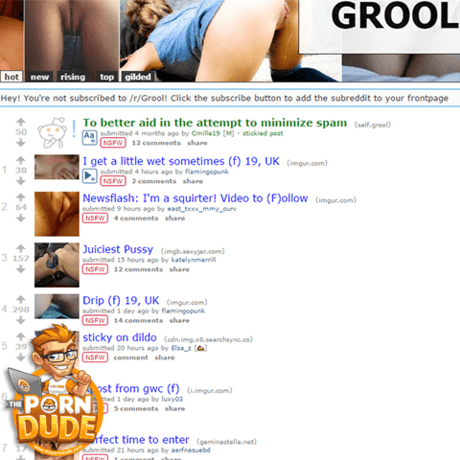 GROOL
hot new rising top gilded
Hey! You're not subscribed to /r/Grool! Click the subscribe button to add the subreddit to your frontpage
To better aid in the attempt to minimize spam (self.grool)
50
Aa
submitted 4 months ago by Cmille19 [M] - stickied post
NSFW 12 comments share
I get a little wet sometimes (f) 19, UK (imgur.com)
1 38
submitted 4 hours ago by flamingopunk
NSFW 2 comments share
Newsflash: I'm a squirter! Video to (F)ollow (imgur.com)
2 64
submitted 9 hours ago by east_txxx_mmy_curv
NSFW 4 comments share
Juiciest Pussy (imgb.sexyjar.com)
3 157
submitted 15 hours ago by katelynmerrill
NSFW 12 comments share
Drip (f) 19, UK (imgur.com)
4 298
submitted 1 day ago by flamingopunk
NSFW 14 comments share
sticky on dildo (cdn.img.x8.searchsync.co)
5
submitted 20 hours ago by Elsa_z
NSFW comment share
ost from gwc (f) (i.imgur.com)
submitted 1 day ago by luxy03
5 comments share
rfect time to enter (geminastella.net)
submitted 21 hours ago by aerfnasuebd
NSFW 1 comment share
THE
PORN
DUDE